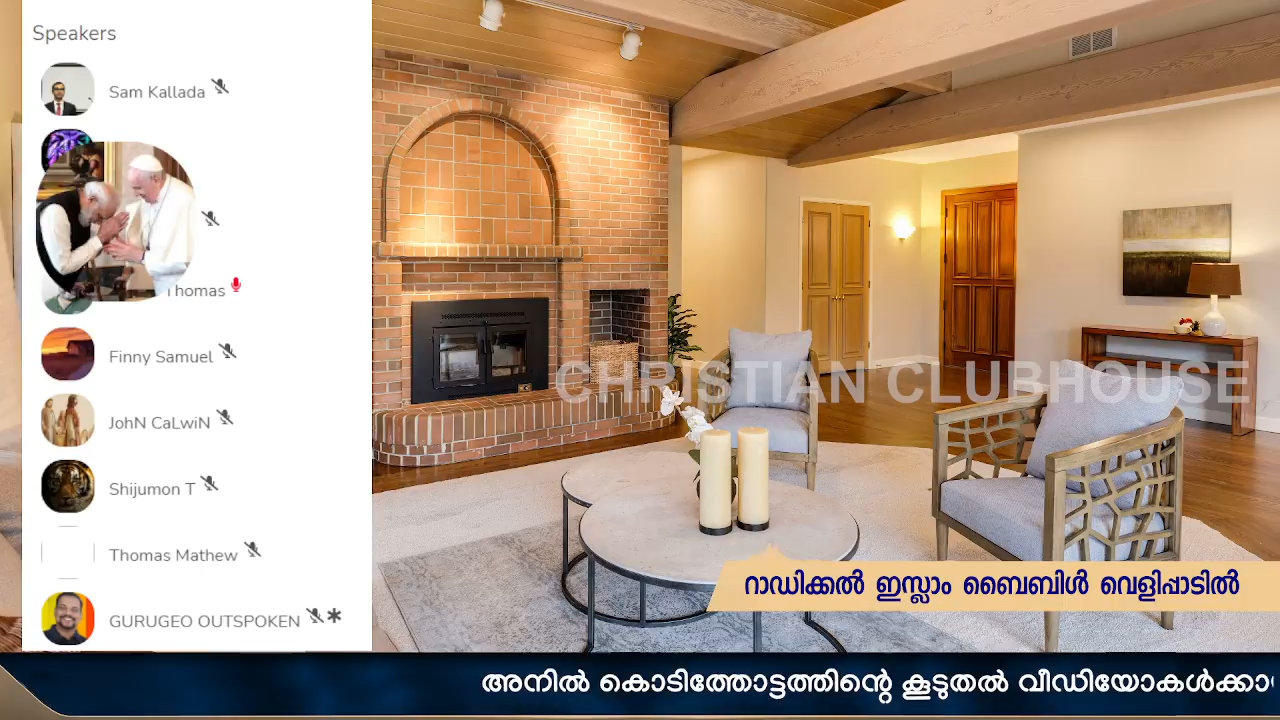 Speakers
Sam Kallada
Thomas
Finny Samuel
JohN CaLwiN
Shijumon T
Thomas Mathew
GURUGEO OUTSPOKEN
CHRISTIAN CLUBHOUSE
റാഡിക്കൽ ഇസ്ലാം ബൈബിൾ വെളിപ്പാടിൽ
അനിൽ കൊടിത്തോട്ടത്തിന്റെ കൂടുതൽ വീഡിയോകൾക്കാ